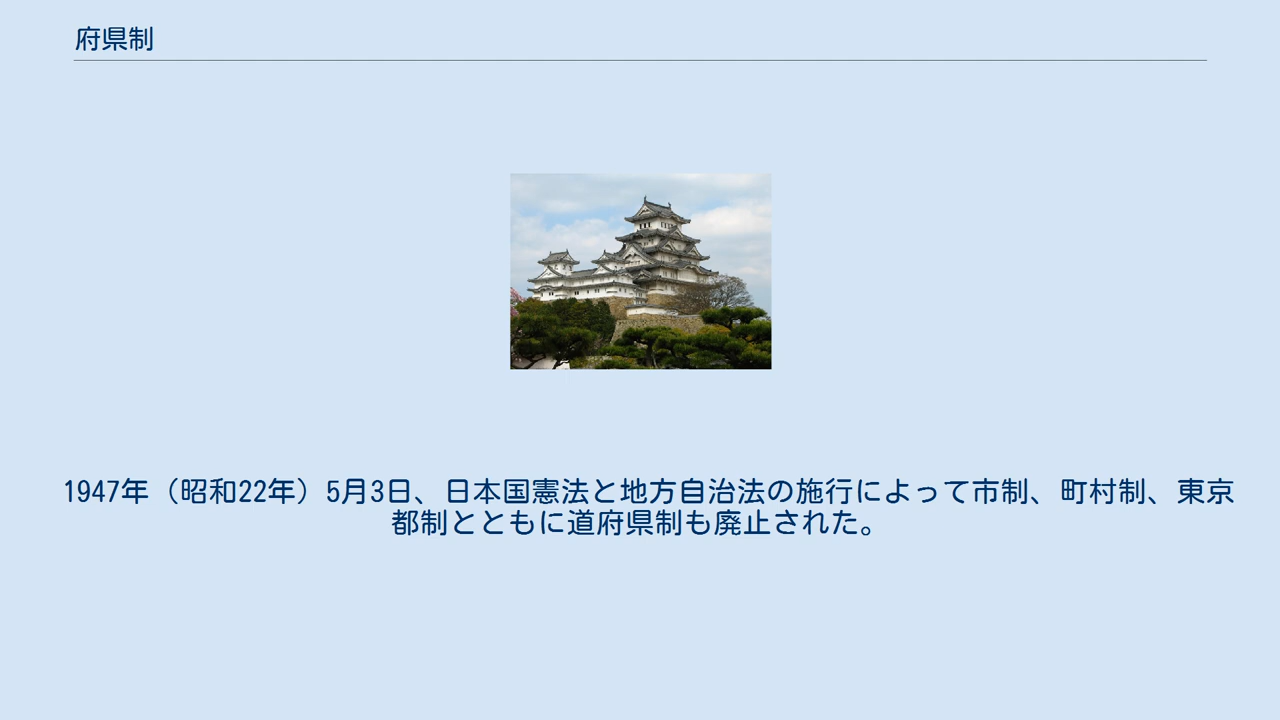 府県制
1947年（昭和22年）5月3日、日本国憲法と地方自治法の施行によって市制、町村制、東京
都制とともに道府県制も廃止された。